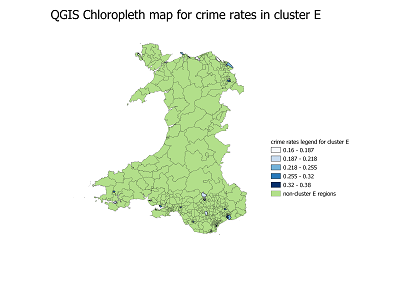 QGIS Chloropleth map for crime rates in cluster E
crime rates legend for cluster E
0.16 - 0.187
0.187 - 0.218
0.218 - 0.255
0.255 - 0.32
0.32 - 0.38
non-cluster E regions